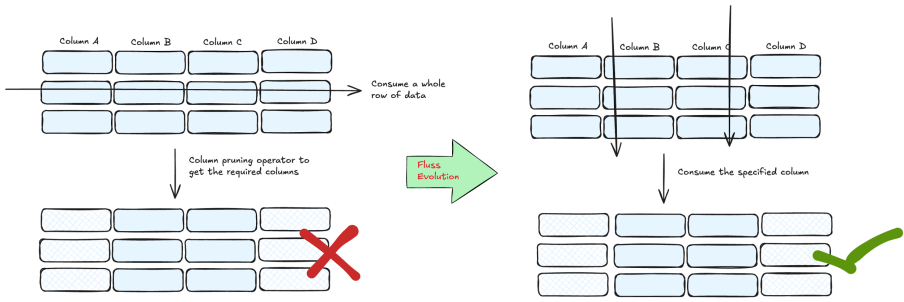 Column A Column B Column C Column D
Consume a whole
row of data
Column pruning operator to
get the required columns
Fluss
Evolution
Column A Column B Column C Column D
Consume the specified column